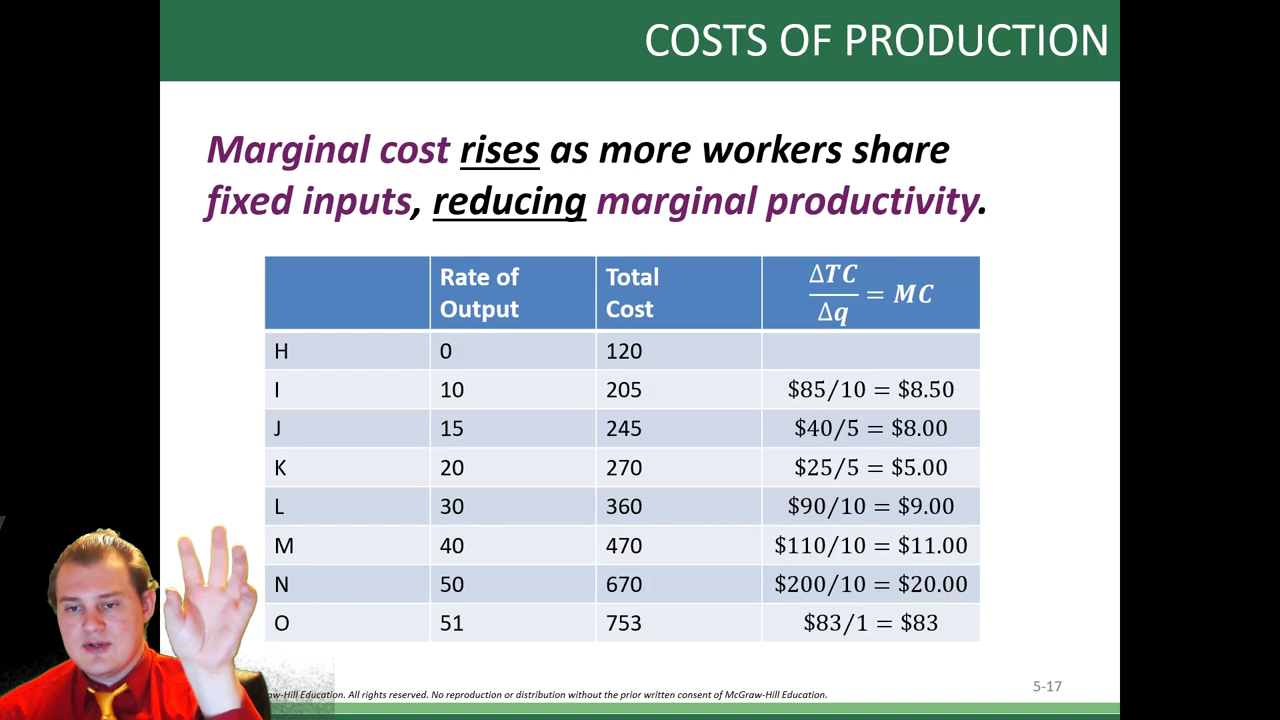 COSTS OF PRODUCTION
Marginal cost rises as more workers share
fixed inputs, reducing marginal productivity.
Rate of Output Total Cost ΔTC/Δq = MC
H 0 120
I 10 205 $85/10 = $8.50
J 15 245 $40/5 = $8.00
K 20 270 $25/5 = $5.00
L 30 360 $90/10 = $9.00
M 40 470 $110/10 = $11.00
N 50 670 $200/10 = $20.00
O 51 753 $83/1 = $83
5-17
aw-Hill Education. All rights reserved. No reproduction or distribution without the prior written consent of McGraw-Hill Education.